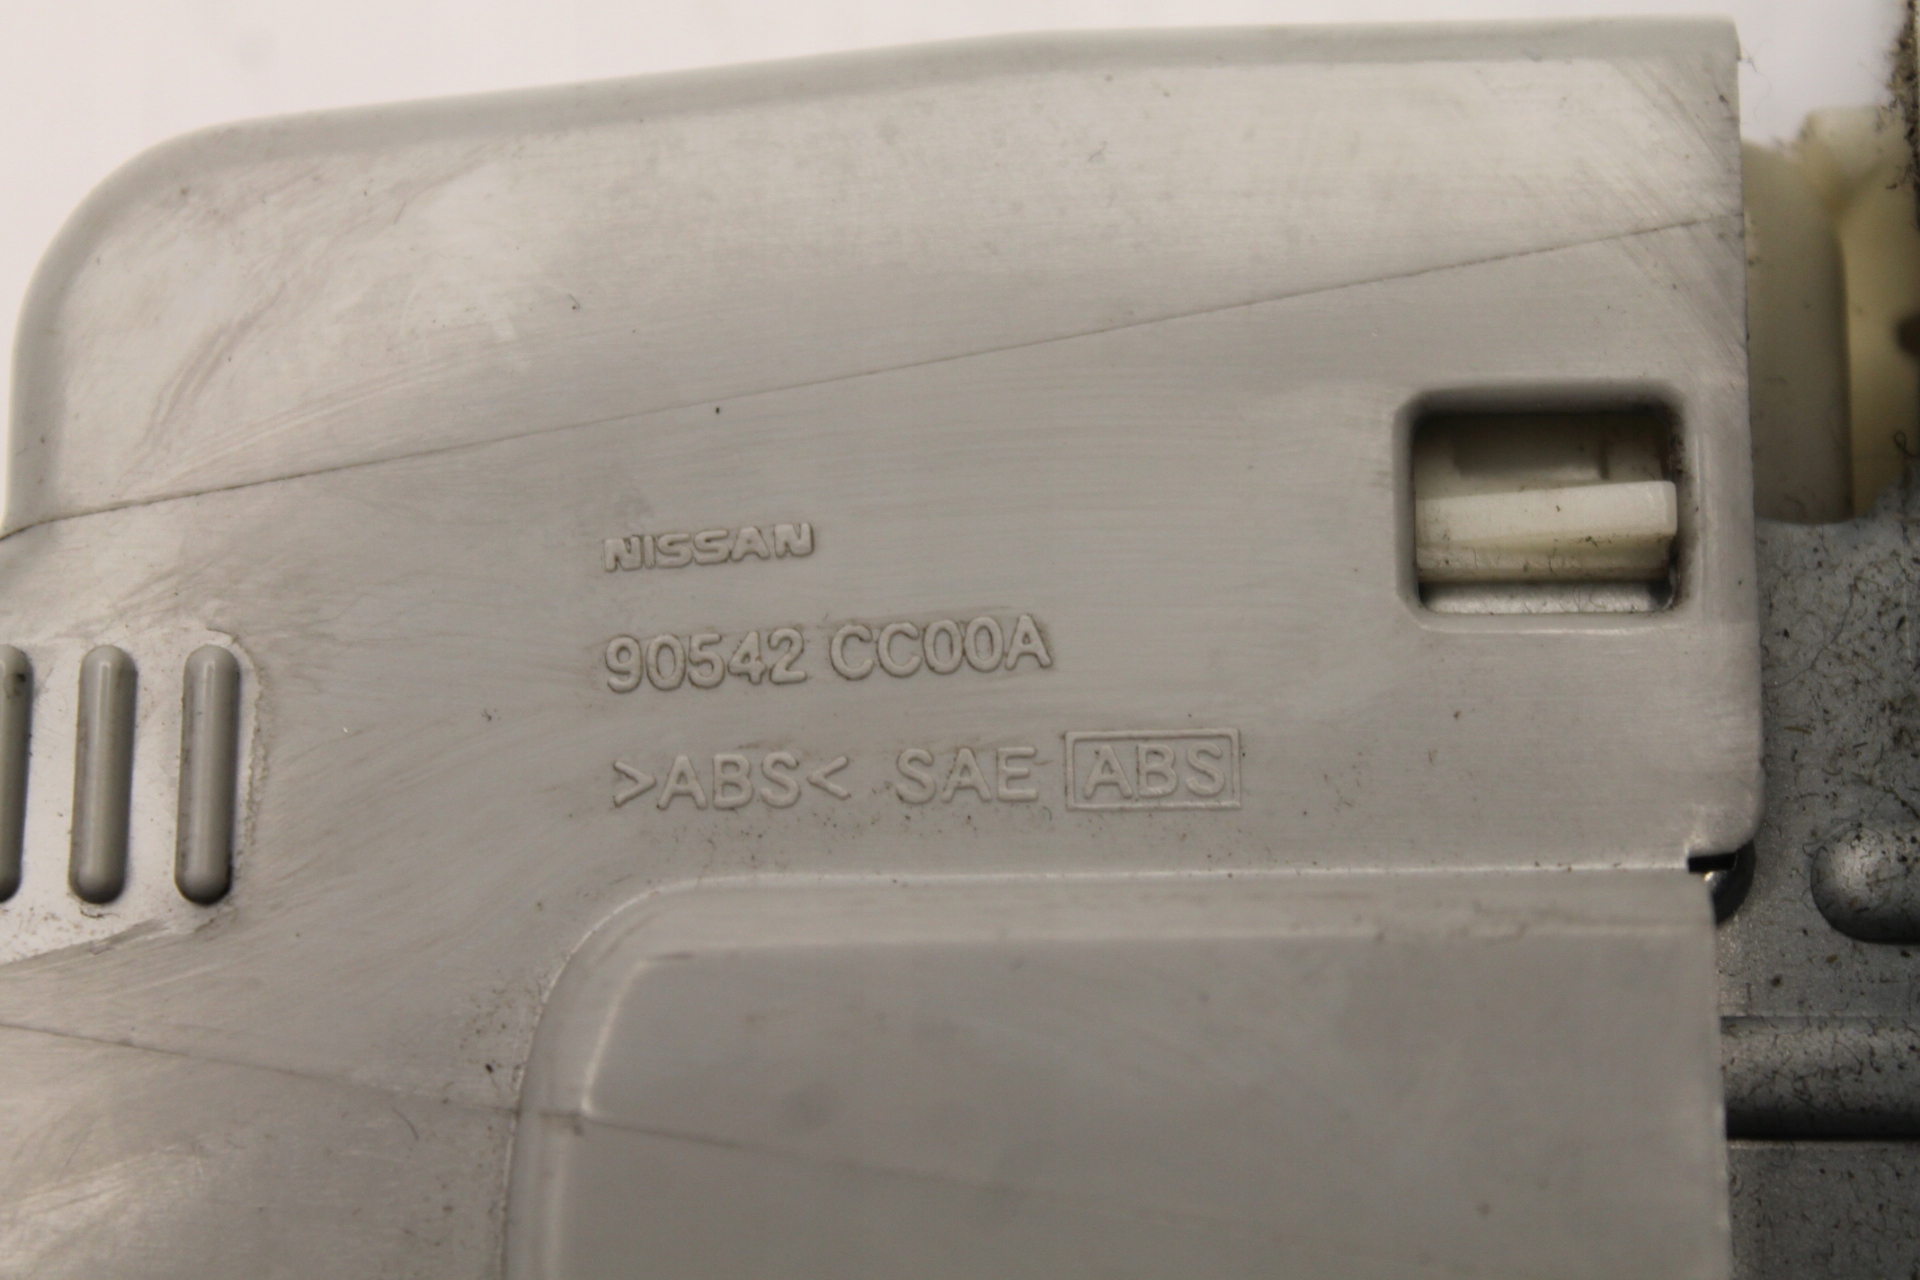 NISSAN
90542 CC00A
>ABS< SAE ABS